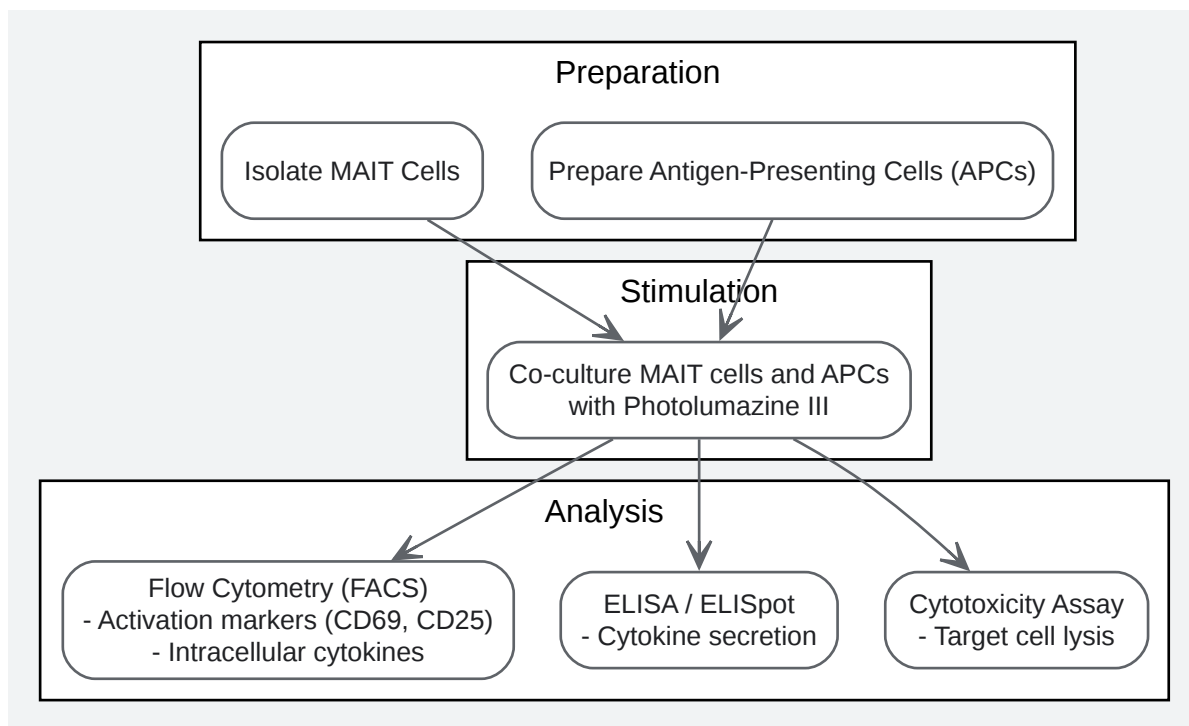 Preparation
Isolate MAIT Cells
Prepare Antigen-Presenting Cells (APCs)
Stimulation
Co-culture MAIT cells and APCs
with Photolumazine III
Analysis
Flow Cytometry (FACS)
- Activation markers (CD69, CD25)
- Intracellular cytokines
ELISA / ELISpot
- Cytokine secretion
Cytotoxicity Assay
- Target cell lysis